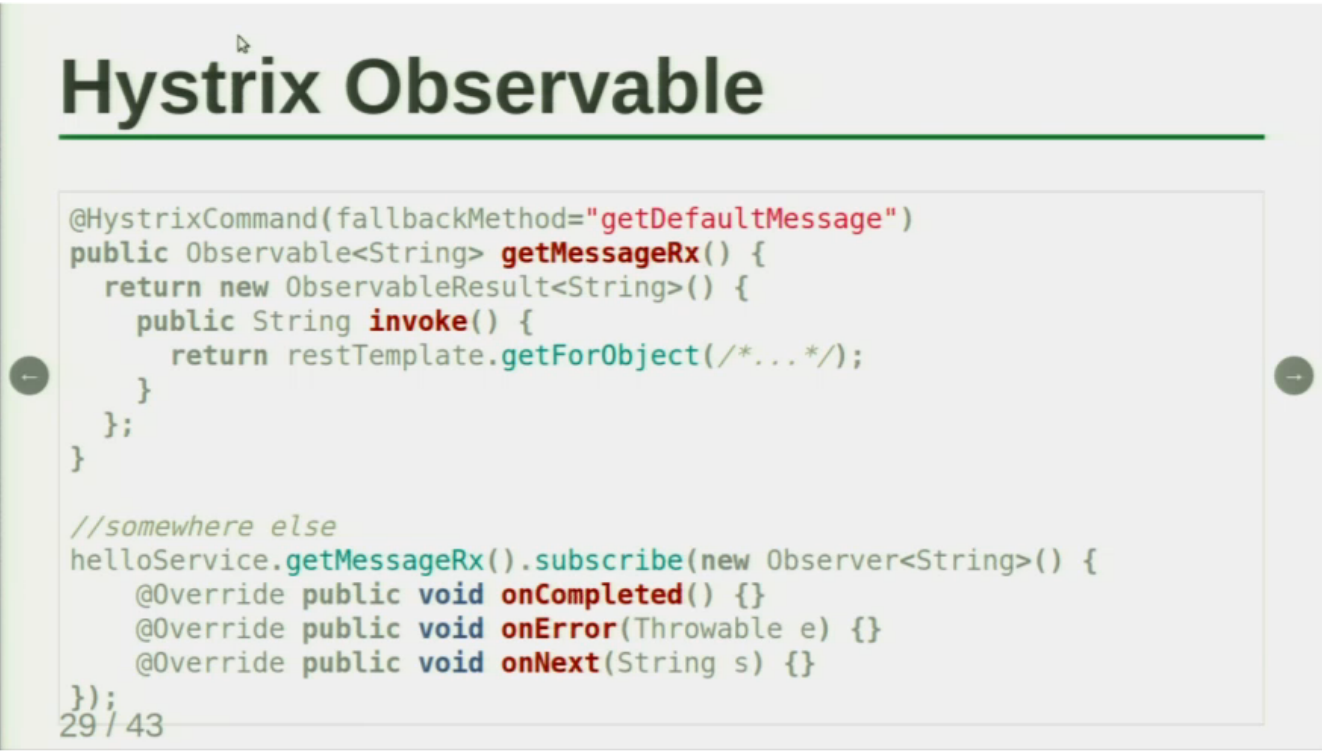 Hystrix Observable
@HystrixCommand(fallbackMethod="getDefaultMessage")
public Observable<String> getMessageRx() {
  return new ObservableResult<String>() {
    public String invoke() {
      return restTemplate.getForObject(/*...*/);
    }
  };
}
//somewhere else
helloService.getMessageRx().subscribe(new Observer<String>() {
    @Override public void onCompleted() {}
    @Override public void onError(Throwable e) {}
    @Override public void onNext(String s) {}
});
29 / 43